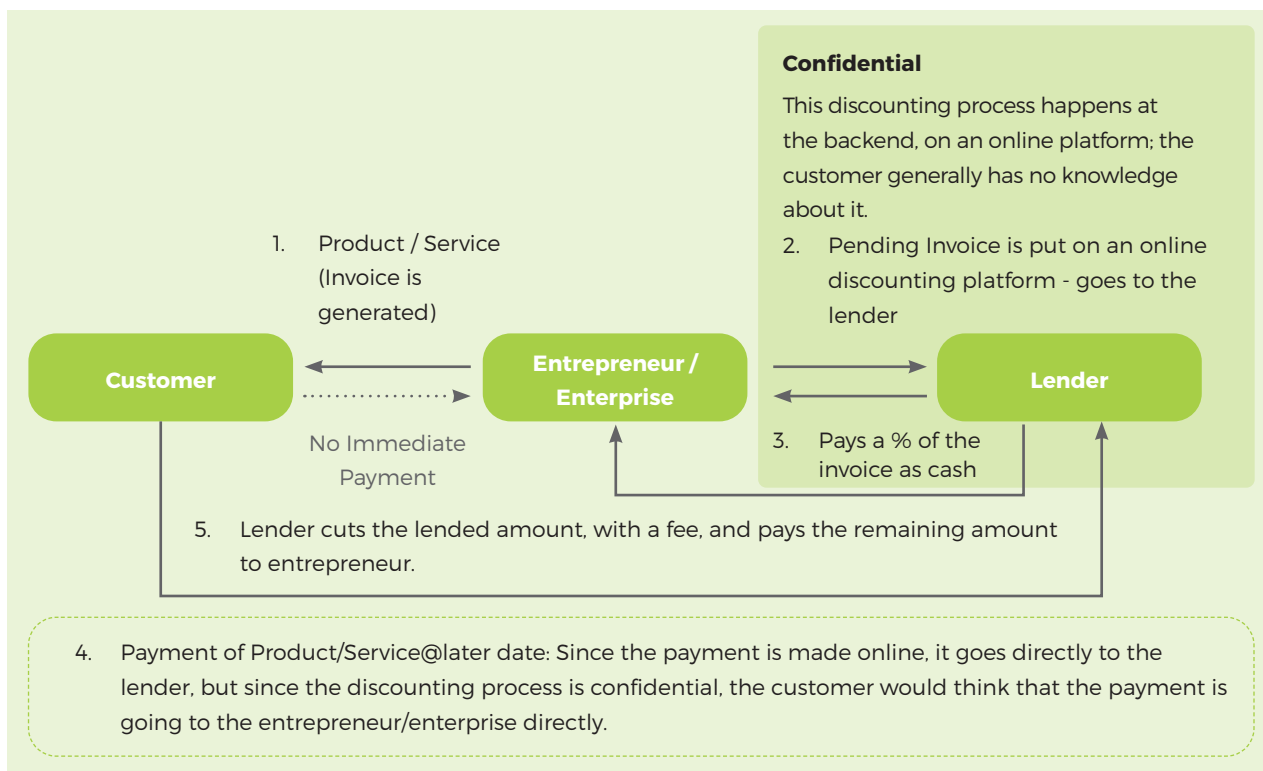 Confidential
This discounting process happens at
the backend, on an online platform; the
customer generally has no knowledge
about it.
1. Product / Service
(Invoice is
generated)
2. Pending Invoice is put on an online
discounting platform - goes to the
lender
Customer
Entrepreneur /
Enterprise
Lender
No Immediate
Payment
3. Pays a % of the
invoice as cash
5. Lender cuts the lended amount, with a fee, and pays the remaining amount
to entrepreneur.
4. Payment of Product/Service@later date: Since the payment is made online, it goes directly to the
lender, but since the discounting process is confidential, the customer would think that the payment is
going to the entrepreneur/enterprise directly.